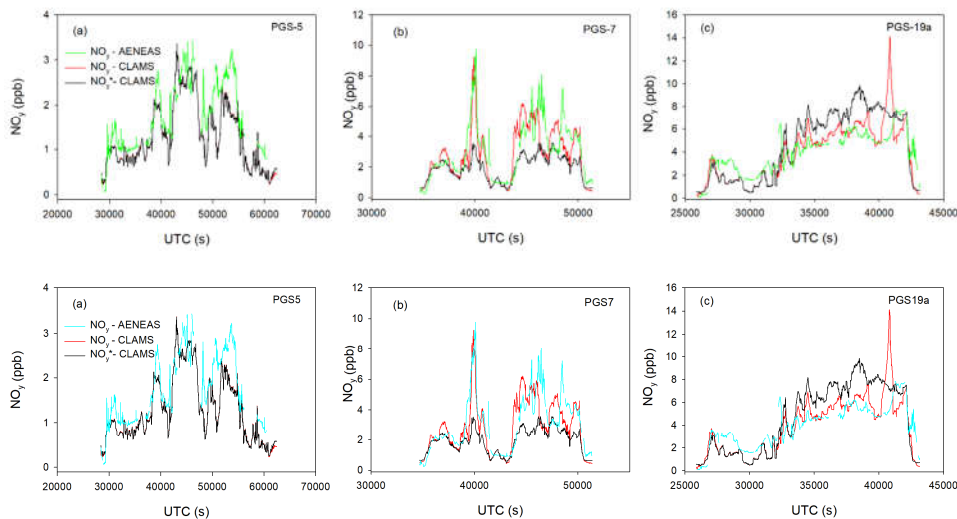 (a) PGS-5
NOy - AENEAS
NOy - CLAMS
NOy*- CLAMS
NOy (ppb)
4
3
2
1
0
20000 30000 40000 50000 60000 70000
UTC (s)
(b) PGS-7
NOy (ppb)
12
10
8
6
4
2
0
30000 40000 50000
UTC (s)
(c) PGS-19a
NOy (ppb)
16
14
12
10
8
6
4
2
0
25000 30000 35000 40000 45000
UTC (s)
(a) PGS5
NOy - AENEAS
NOy - CLAMS
NOy*- CLAMS
NOy (ppb)
4
3
2
1
0
20000 30000 40000 50000 60000 70000
UTC (s)
(b) PGS7
NOy (ppb)
12
10
8
6
4
2
0
30000 40000 50000
UTC (s)
(c) PGS19a
NOy (ppb)
16
14
12
10
8
6
4
2
0
25000 30000 35000 40000 45000
UTC (s)